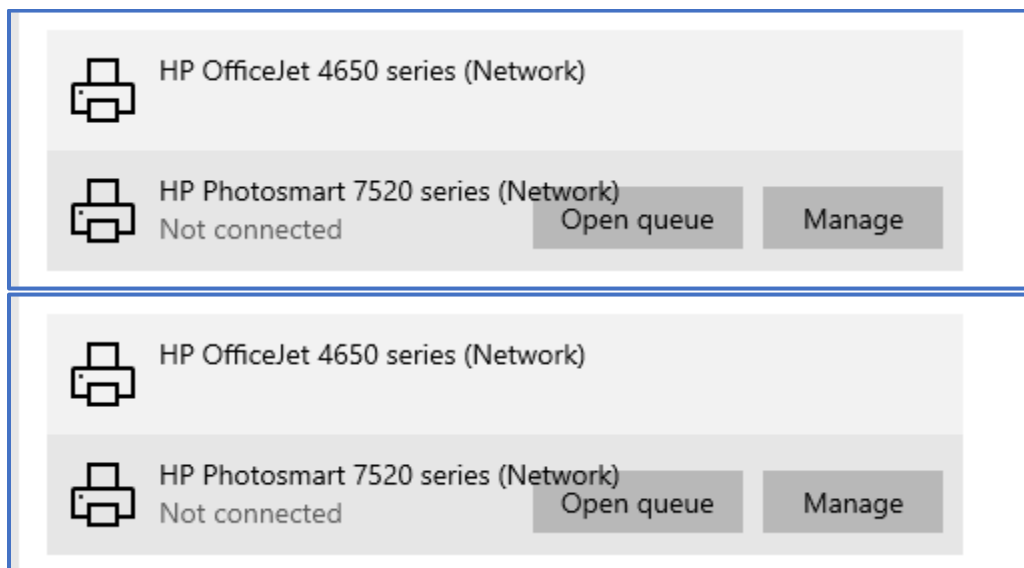 HP OfficeJet 4650 series (Network)
HP Photosmart 7520 series (Network)
Not connected
Open queue
Manage
HP OfficeJet 4650 series (Network)
HP Photosmart 7520 series (Network)
Not connected
Open queue
Manage